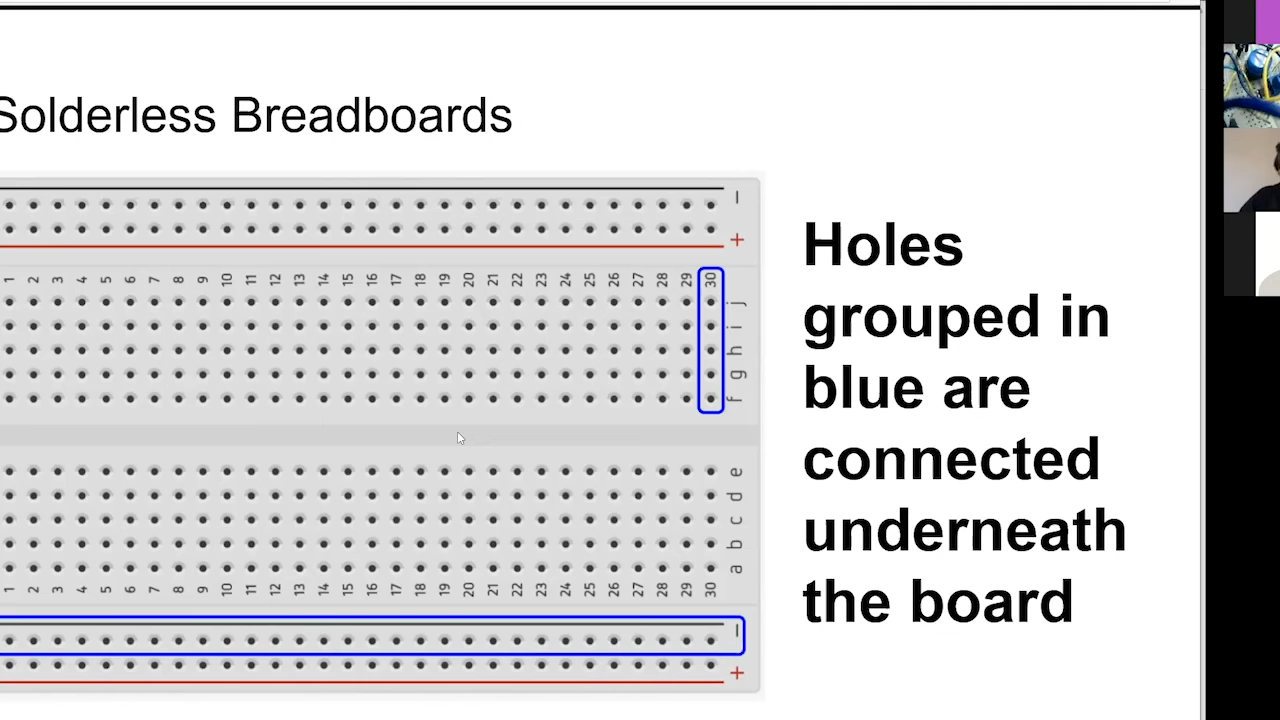 Solderless Breadboards
−
+
1 2 3 4 5 6 7 8 9 10 11 12 13 14 15 16 17 18 19 20 21 22 23 24 25 26 27 28 29 30
j
i
h
g
f
e
d
c
b
a
1 2 3 4 5 6 7 8 9 10 11 12 13 14 15 16 17 18 19 20 21 22 23 24 25 26 27 28 29 30
−
+
Holes
grouped in
blue are
connected
underneath
the board